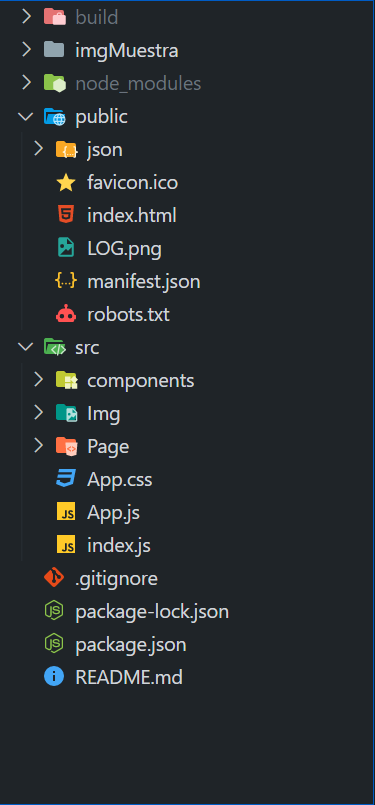 build
imgMuestra
node_modules
public
json
favicon.ico
index.html
LOG.png
manifest.json
robots.txt
src
components
Img
Page
App.css
App.js
index.js
.gitignore
package-lock.json
package.json
README.md